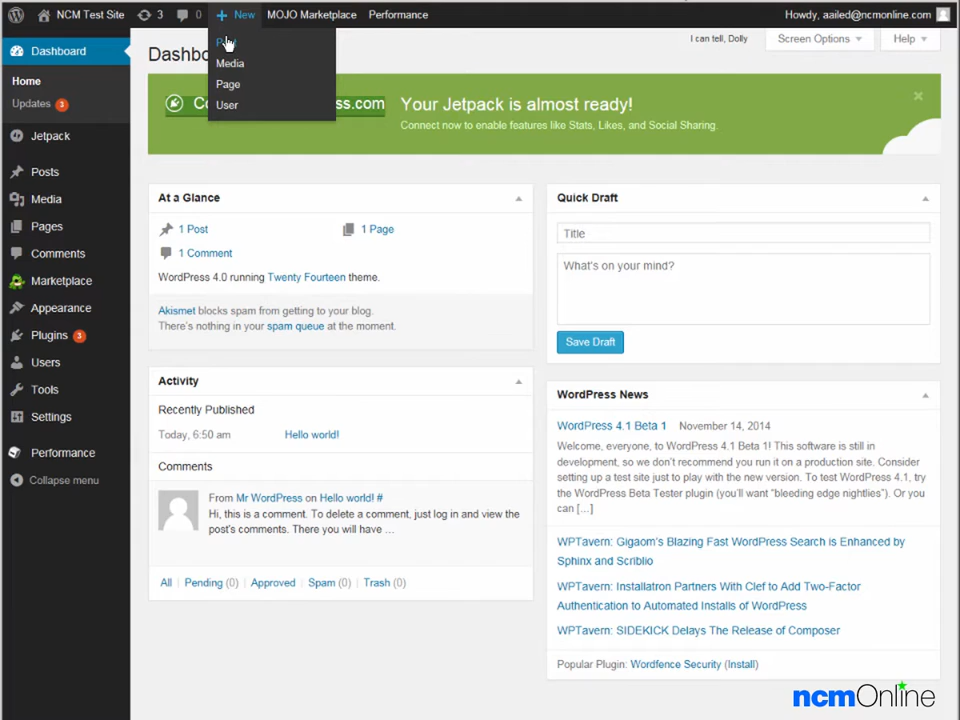 NCM Test Site 3 0 + New MOJO Marketplace Performance Howdy, aailed@ncmonline.com
Media
Page
User
Dashboard
Home
Updates 3
Jetpack
Posts
Media
Pages
Comments
Marketplace
Appearance
Plugins 3
Users
Tools
Settings
Performance
Collapse menu
I can tell, Dolly
Screen Options
Help
ss.com
Your Jetpack is almost ready!
Connect now to enable features like Stats, Likes, and Social Sharing.
At a Glance
1 Post 1 Page
1 Comment
WordPress 4.0 running Twenty Fourteen theme.
Akismet blocks spam from getting to your blog.
There's nothing in your spam queue at the moment.
Activity
Recently Published
Today, 6:50 am Hello world!
Comments
From Mr WordPress on Hello world! #
Hi, this is a comment. To delete a comment, just log in and view the
post's comments. There you will have ...
All | Pending (0) | Approved | Spam (0) | Trash (0)
Quick Draft
Title
What's on your mind?
Save Draft
WordPress News
WordPress 4.1 Beta 1 November 14, 2014
Welcome, everyone, to WordPress 4.1 Beta 1! This software is still in
development, so we don't recommend you run it on a production site. Consider
setting up a test site just to play with the new version. To test WordPress 4.1, try
the WordPress Beta Tester plugin (you'll want "bleeding edge nightlies"). Or you
can [...]
WPTavern: Gigaom's Blazing Fast WordPress Search is Enabled by
Sphinx and Scriblio
WPTavern: Installatron Partners With Clef to Add Two-Factor
Authentication to Automated Installs of WordPress
WPTavern: SIDEKICK Delays The Release of Composer
Popular Plugin: Wordfence Security (Install)
ncmOnline